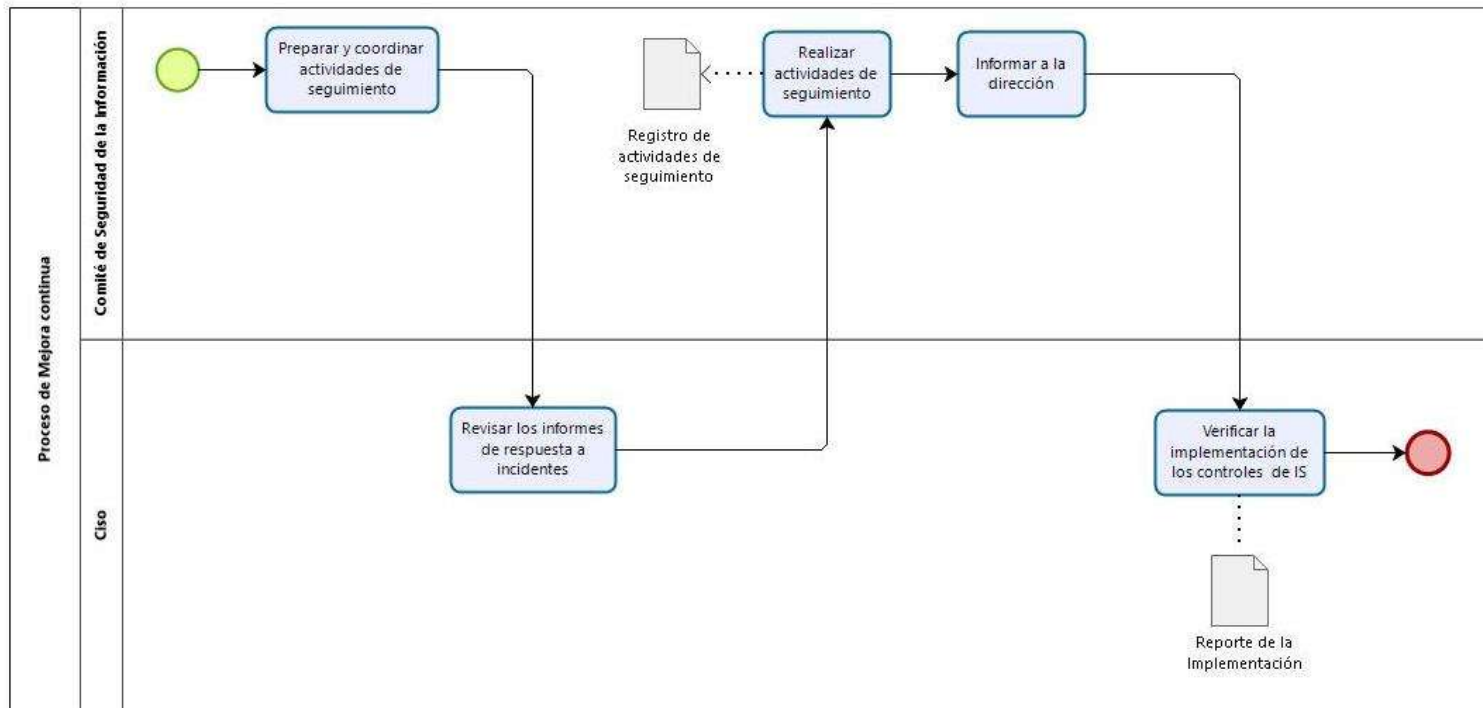 Proceso de Mejora continua
Comité de Seguridad de la Información
Preparar y coordinar
actividades de
seguimiento
Registro de
actividades de
seguimiento
Realizar
actividades de
seguimiento
Informar a la
dirección
Ciso
Revisar los informes
de respuesta a
incidentes
Verificar la
implementación de
los controles de IS
Reporte de la
Implementación